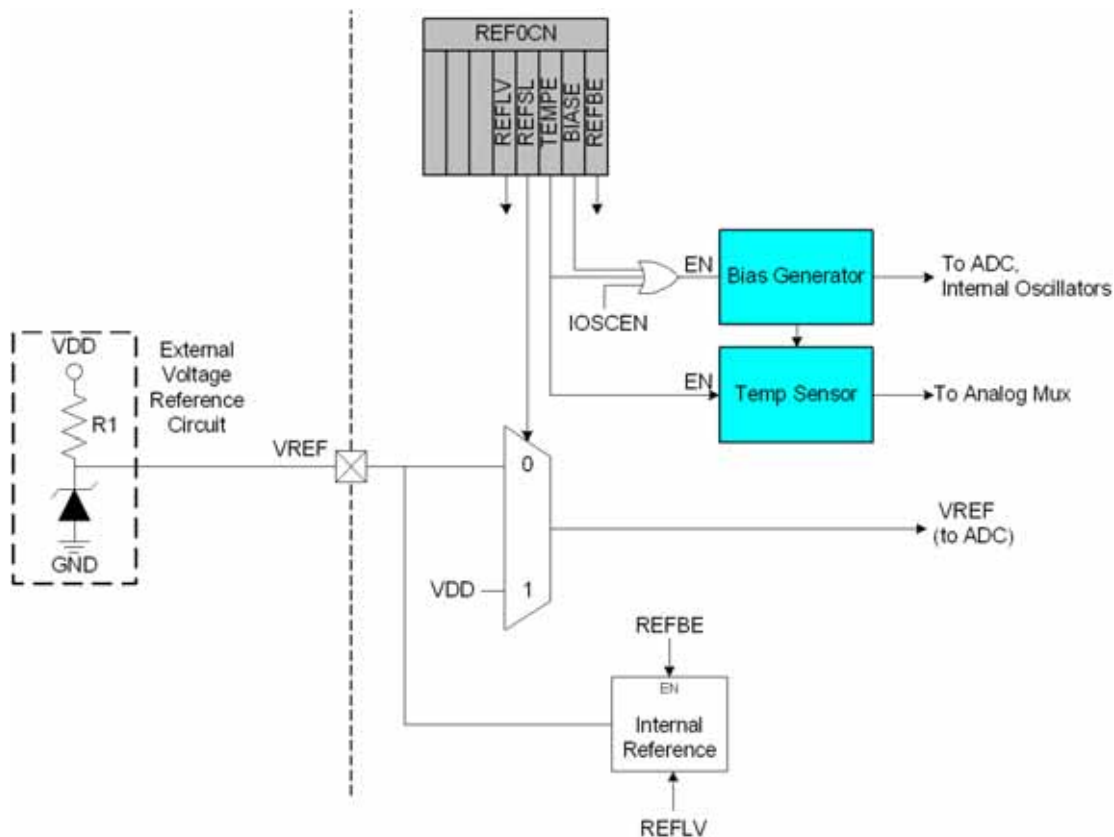 REF0CN
REFLV
REFSL
TEMPE
BIASE
REFBE
EN
Bias Generator
To ADC,
Internal Oscillators
IOSCEN
EN
Temp Sensor
To Analog Mux
VDD
R1
GND
External
Voltage
Reference
Circuit
VREF
0
VDD
1
VREF
(to ADC)
REFBE
EN
Internal
Reference
REFLV